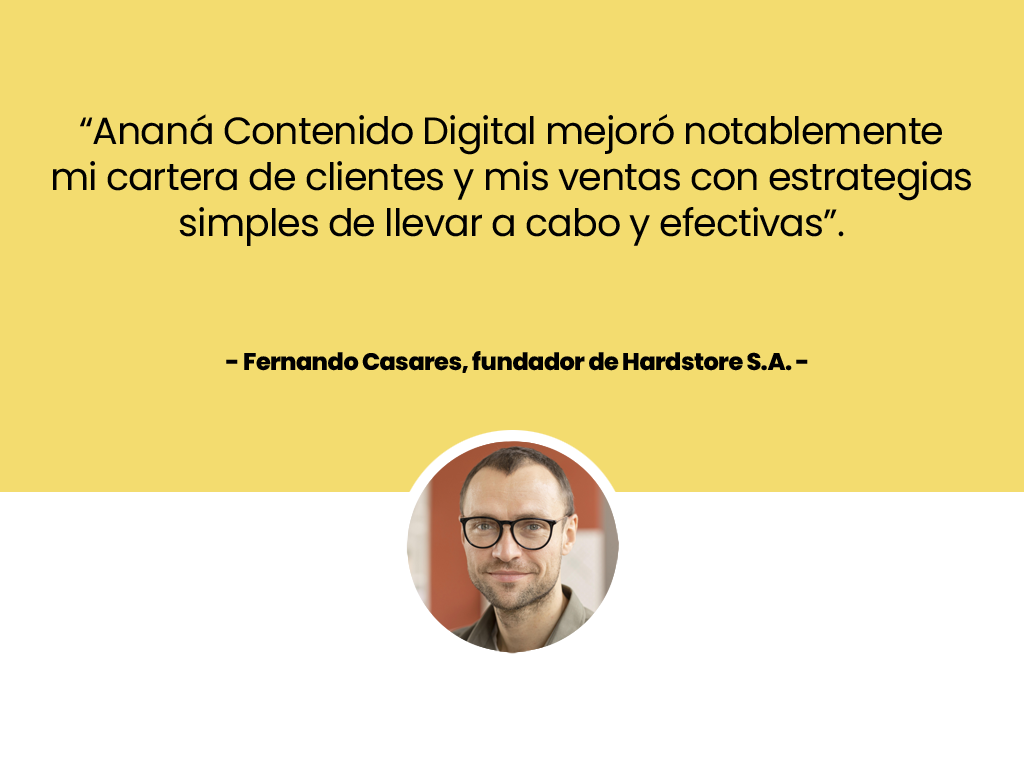 “Ananá Contenido Digital mejoró notablemente
mi cartera de clientes y mis ventas con estrategias
simples de llevar a cabo y efectivas”.
– Fernando Casares, fundador de Hardstore S.A. –